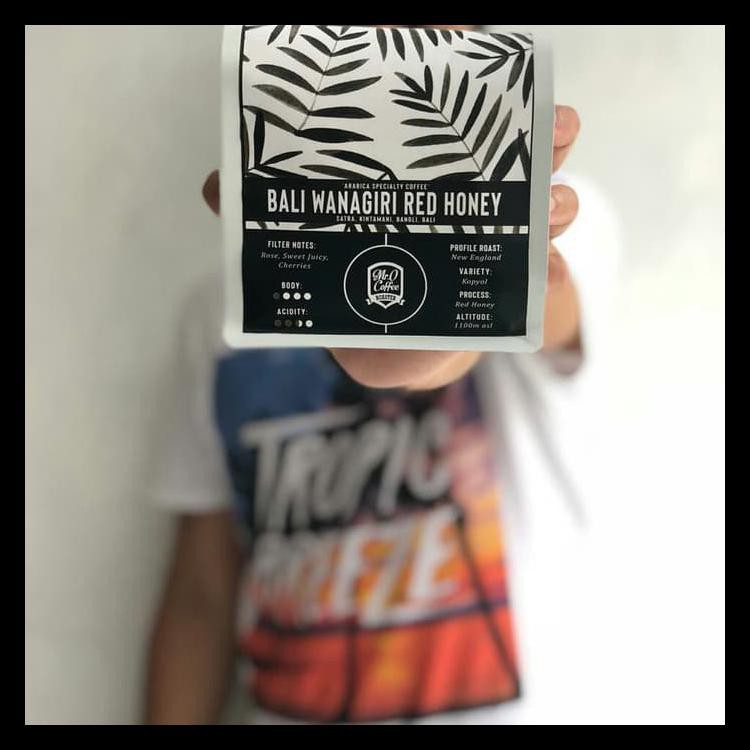 ARABICA SPECIALTY COFFEE
BALI WANAGIRI RED HONEY
SATRA, KINTAMANI, BANGLI, BALI
FILTER NOTES:
Rose, Sweet Juicy,
Cherries
BODY:
ACIDITY:
Mr.O
Coffee
ROASTER
PROFILE ROAST:
New England
VARIETY:
Kopyol
PROCESS:
Red Honey
ALTITUDE:
1100m asl
TROPIC
BREEZE